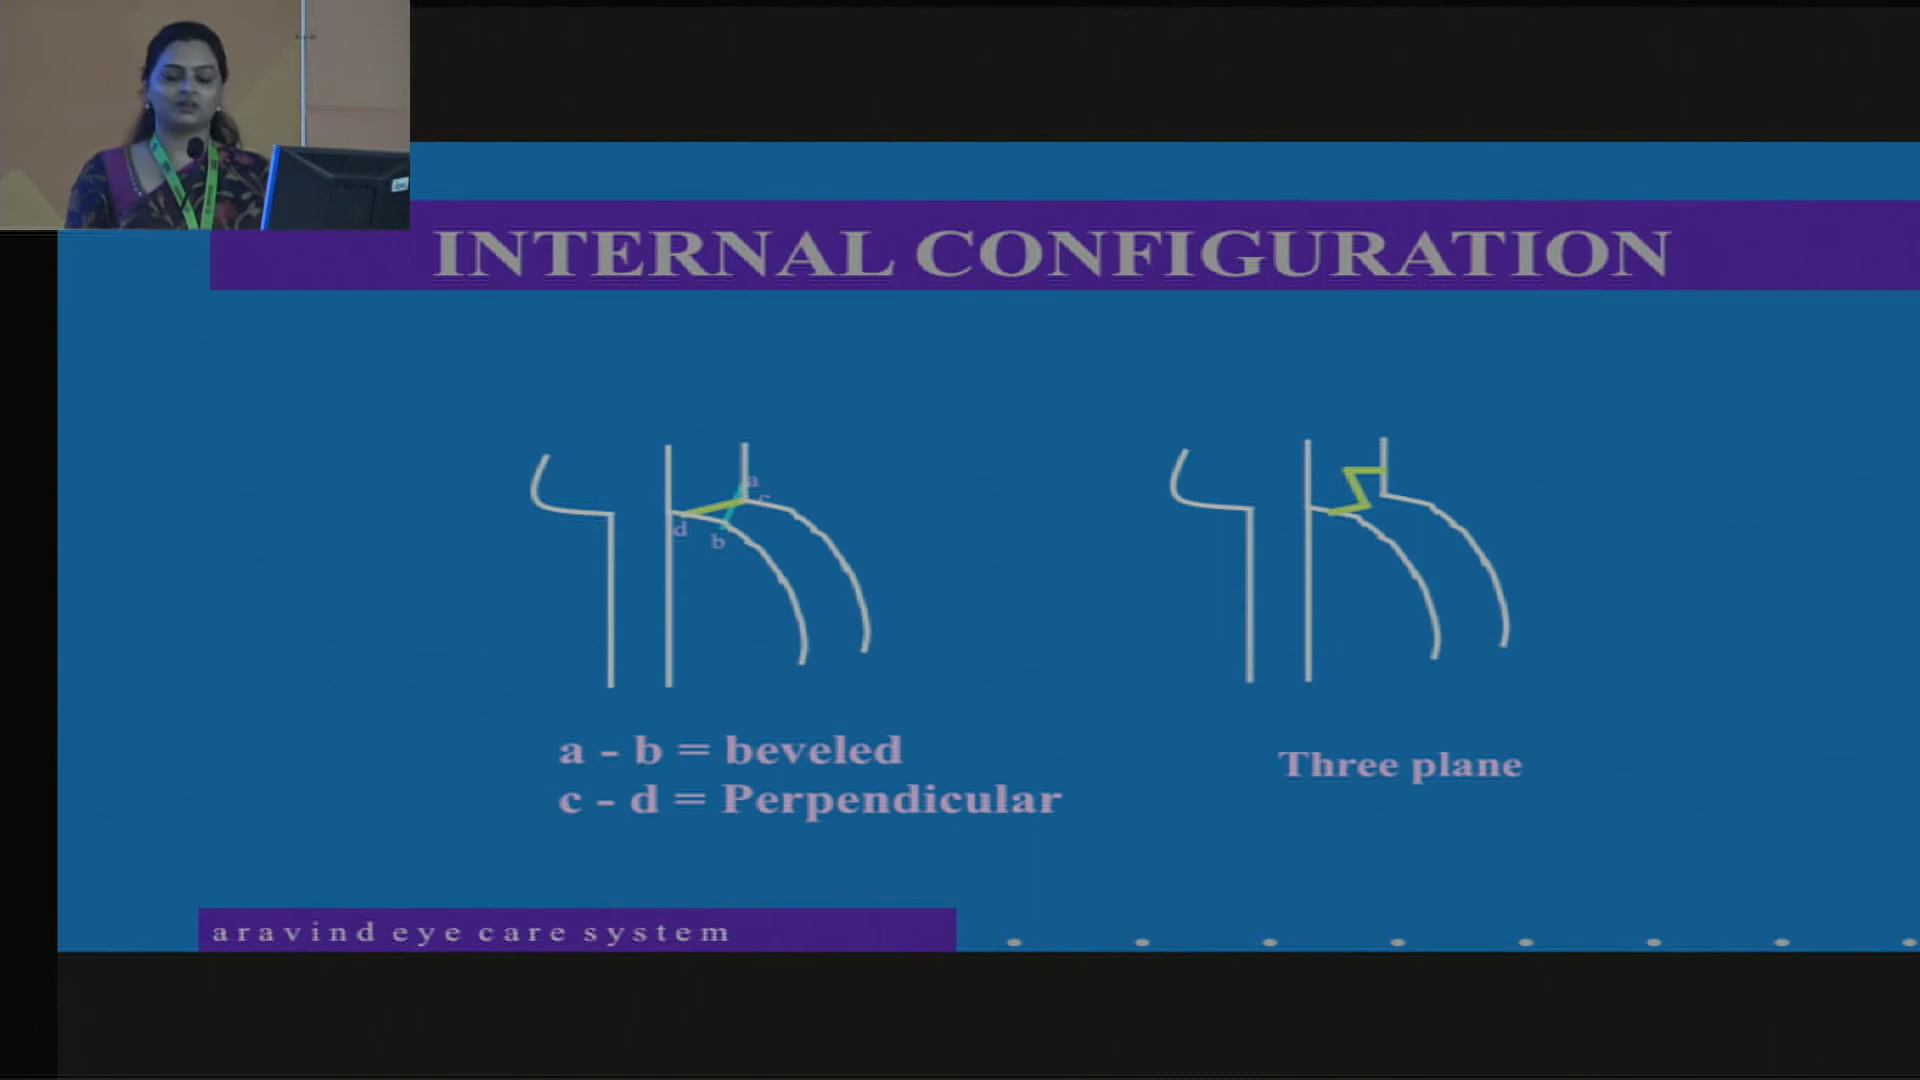 INTERNAL CONFIGURATION
a
c
d
b
a - b = beveled
c - d = Perpendicular
Three plane
aravind eye care system